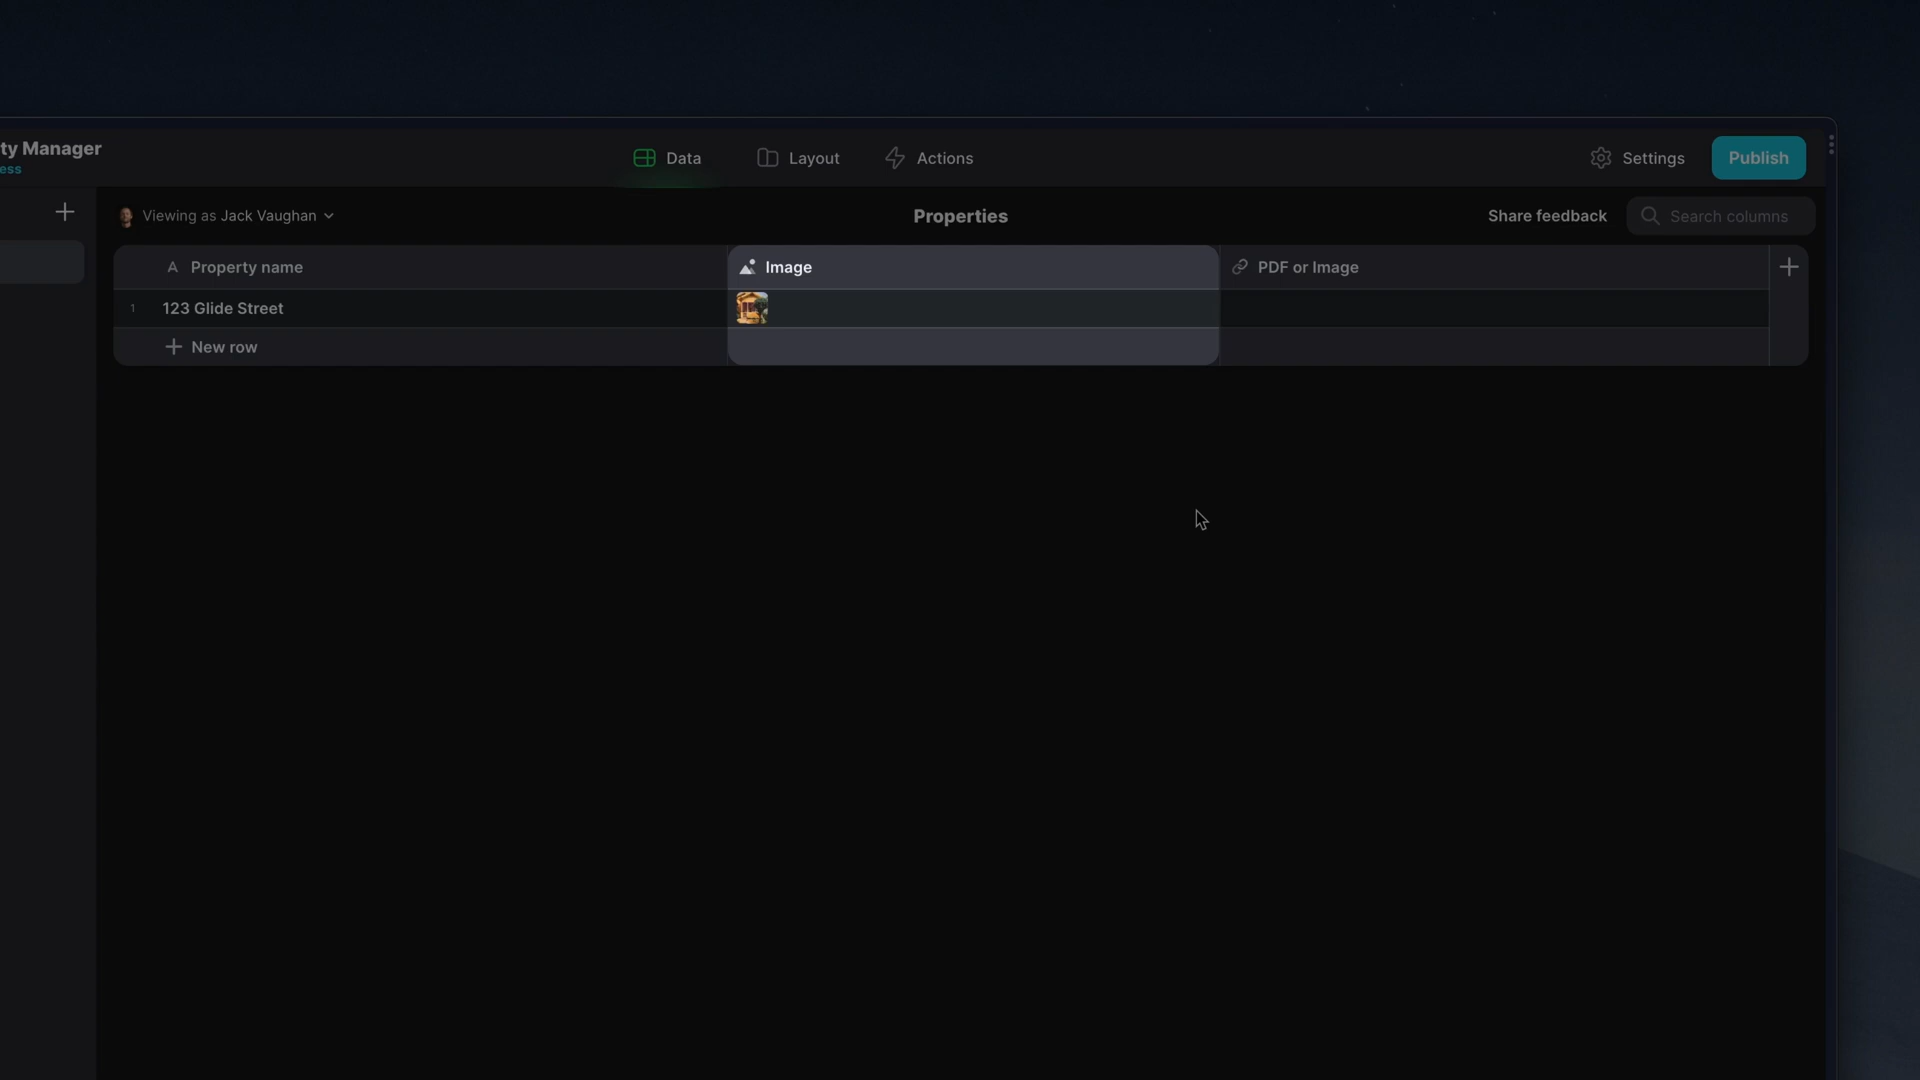 ty Manager
ess
Data
Layout
Actions
Settings
Publish
Viewing as Jack Vaughan
Properties
Share feedback
Search columns
Property name
Image
PDF or Image
1
123 Glide Street
New row